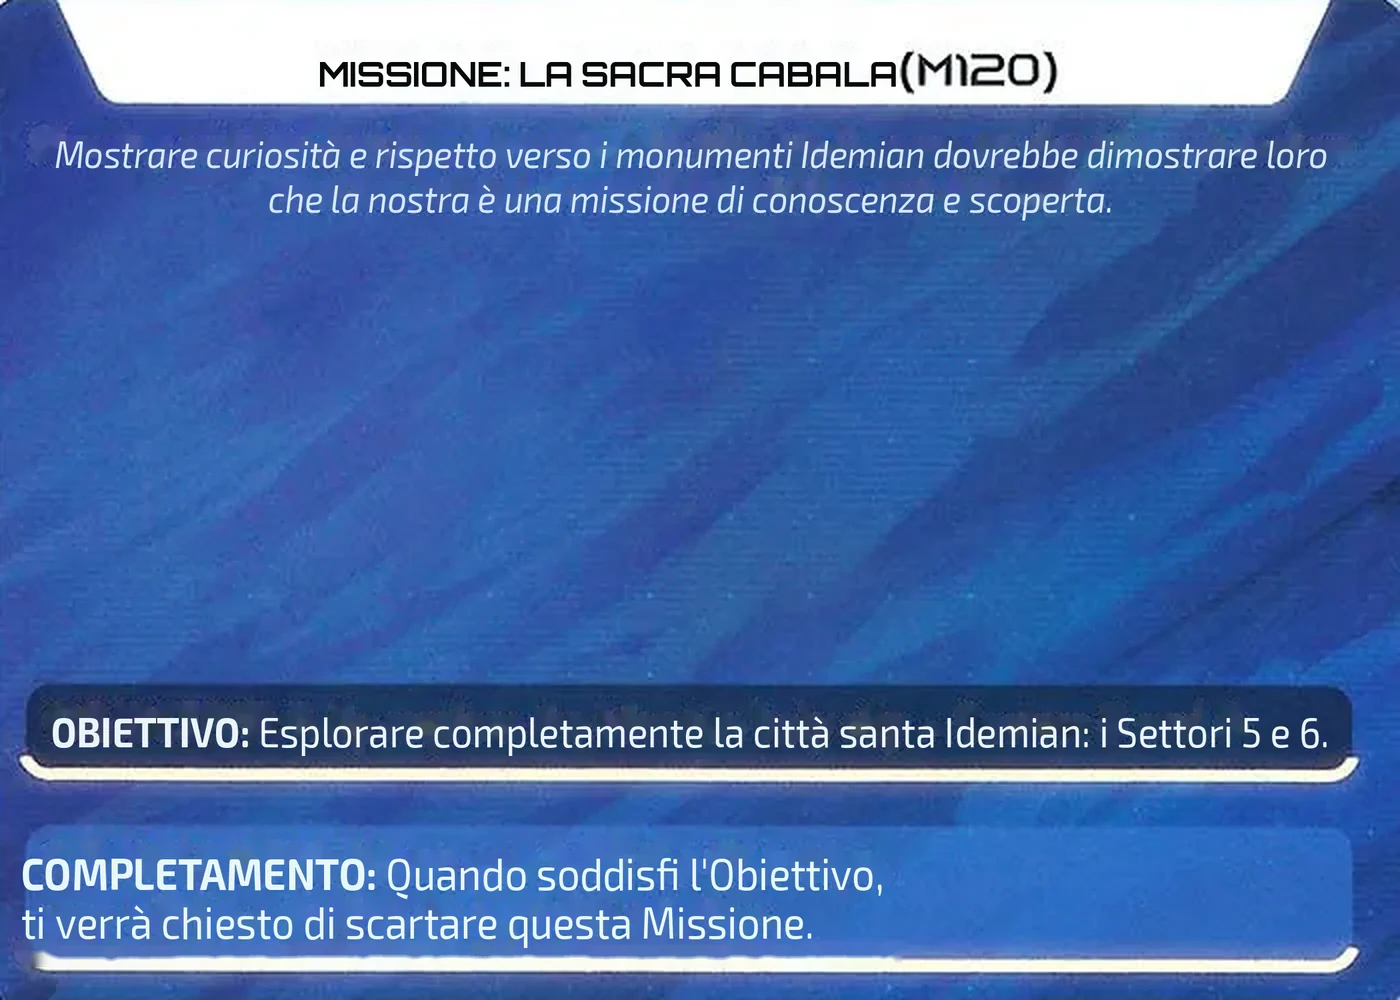 MISSIONE: LA SACRA CABALA(M120)
Mostrare curiosità e rispetto verso i monumenti Idemian dovrebbe dimostrare loro
che la nostra è una missione di conoscenza e scoperta.
OBIETTIVO: Esplorare completamente la città santa Idemian: i Settori 5 e 6.
COMPLETAMENTO: Quando soddisfi l'Obiettivo,
ti verrà chiesto di scartare questa Missione.